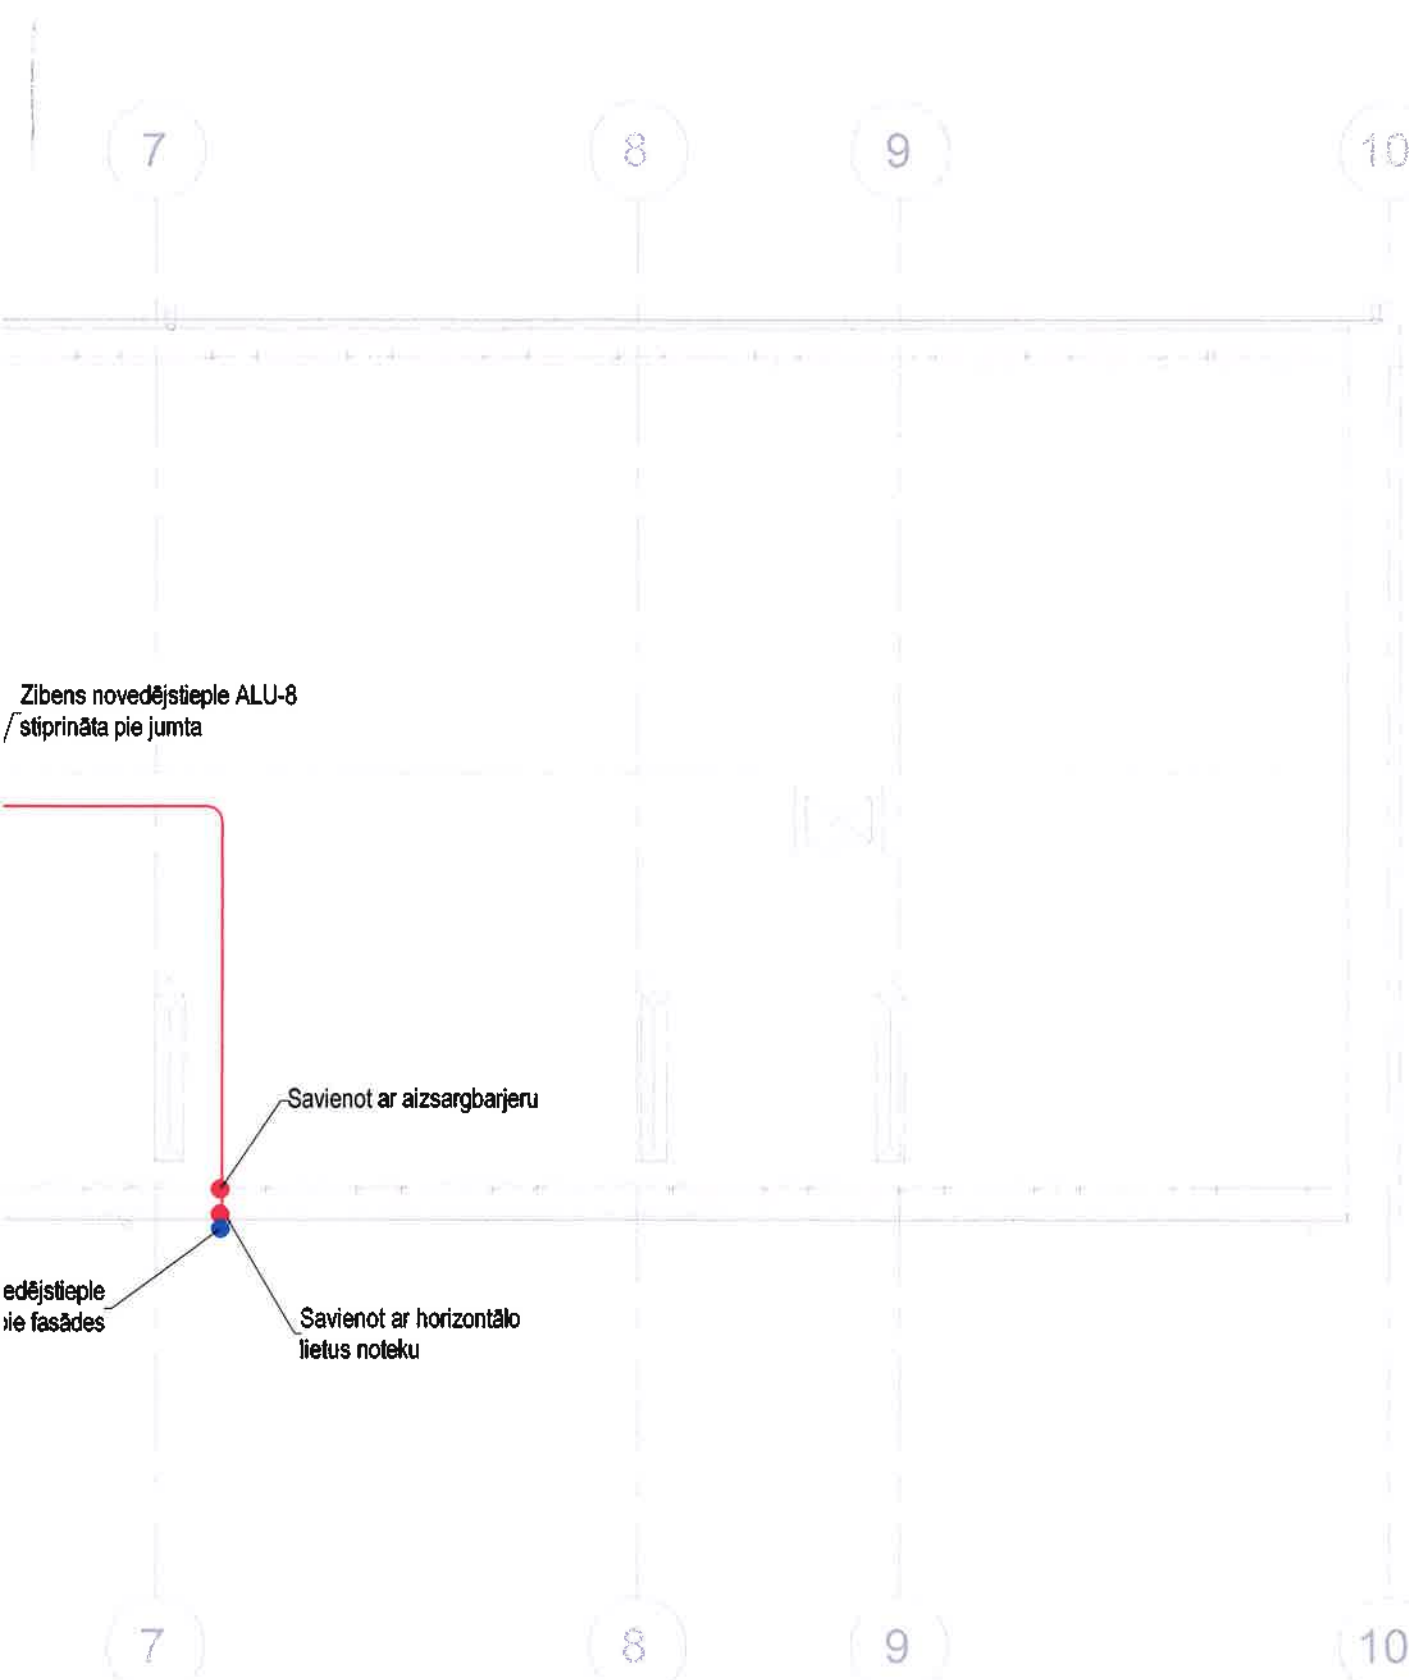 7
8
9
10
Zibens novedējstieple ALU-8
stiprināta pie jumta
Savienot ar aizsargbarjeru
edējstieple
fasādes
Savienot ar horizontālo
lietus noteku
7
8
9
10